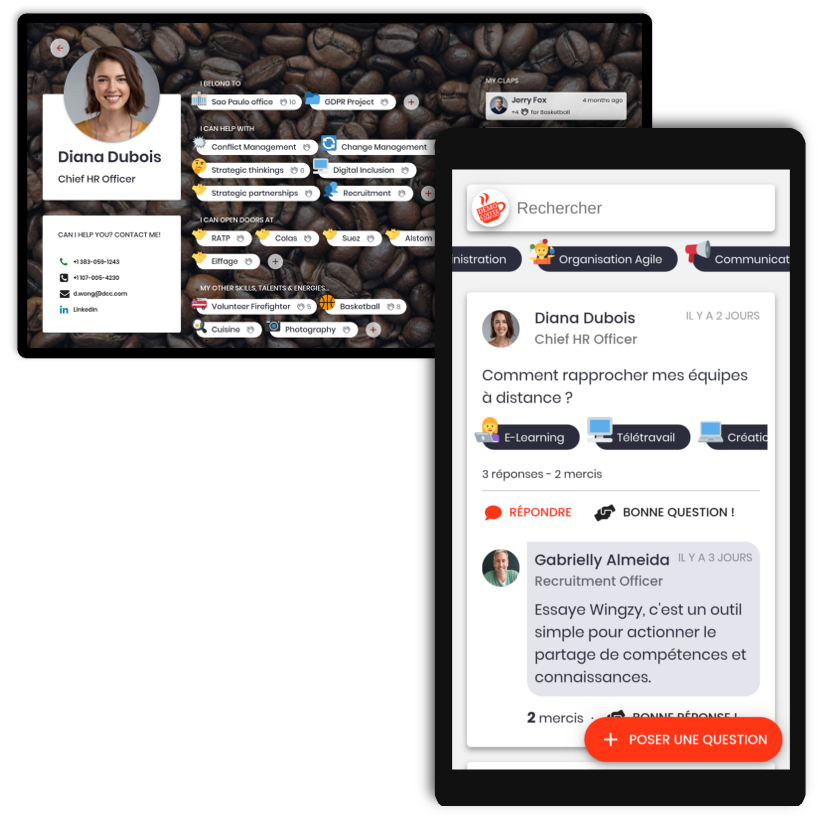 Diana Dubois
Chief HR Officer
CAN I HELP YOU? CONTACT ME!
+1 383-059-1243
+1 107-005-4230
d.wong@dcc.com
LinkedIn
I BELONG TO
Sao Paulo office 10
GDPR Project
I CAN HELP WITH
Conflict Management
Change Management
Strategic thinkings 6
Digital Inclusion
Strategic partnerships
Recruitment
I CAN OPEN DOORS AT
RATP
Colas
Suez
Alstom
Eiffage
MY OTHER SKILLS, TALENTS & ENERGIES...
Volunteer Firefighter 5
Basketball 8
Cuisine
Photography
MY CLAPS
Jerry Fox 4 months ago
+4 for Basketball
DEMO COFFEE COMPANY
Rechercher
nistration
Organisation Agile
Communicat
Diana Dubois IL Y A 2 JOURS
Chief HR Officer
Comment rapprocher mes équipes
à distance ?
E-Learning
Télétravail
Créatio
3 réponses - 2 mercis
RÉPONDRE BONNE QUESTION !
Gabrielly Almeida IL Y A 3 JOURS
Recruitment Officer
Essaye Wingzy, c'est un outil
simple pour actionner le
partage de compétences et
connaissances.
2 mercis · BONNE RÉPONSE !
+ POSER UNE QUESTION